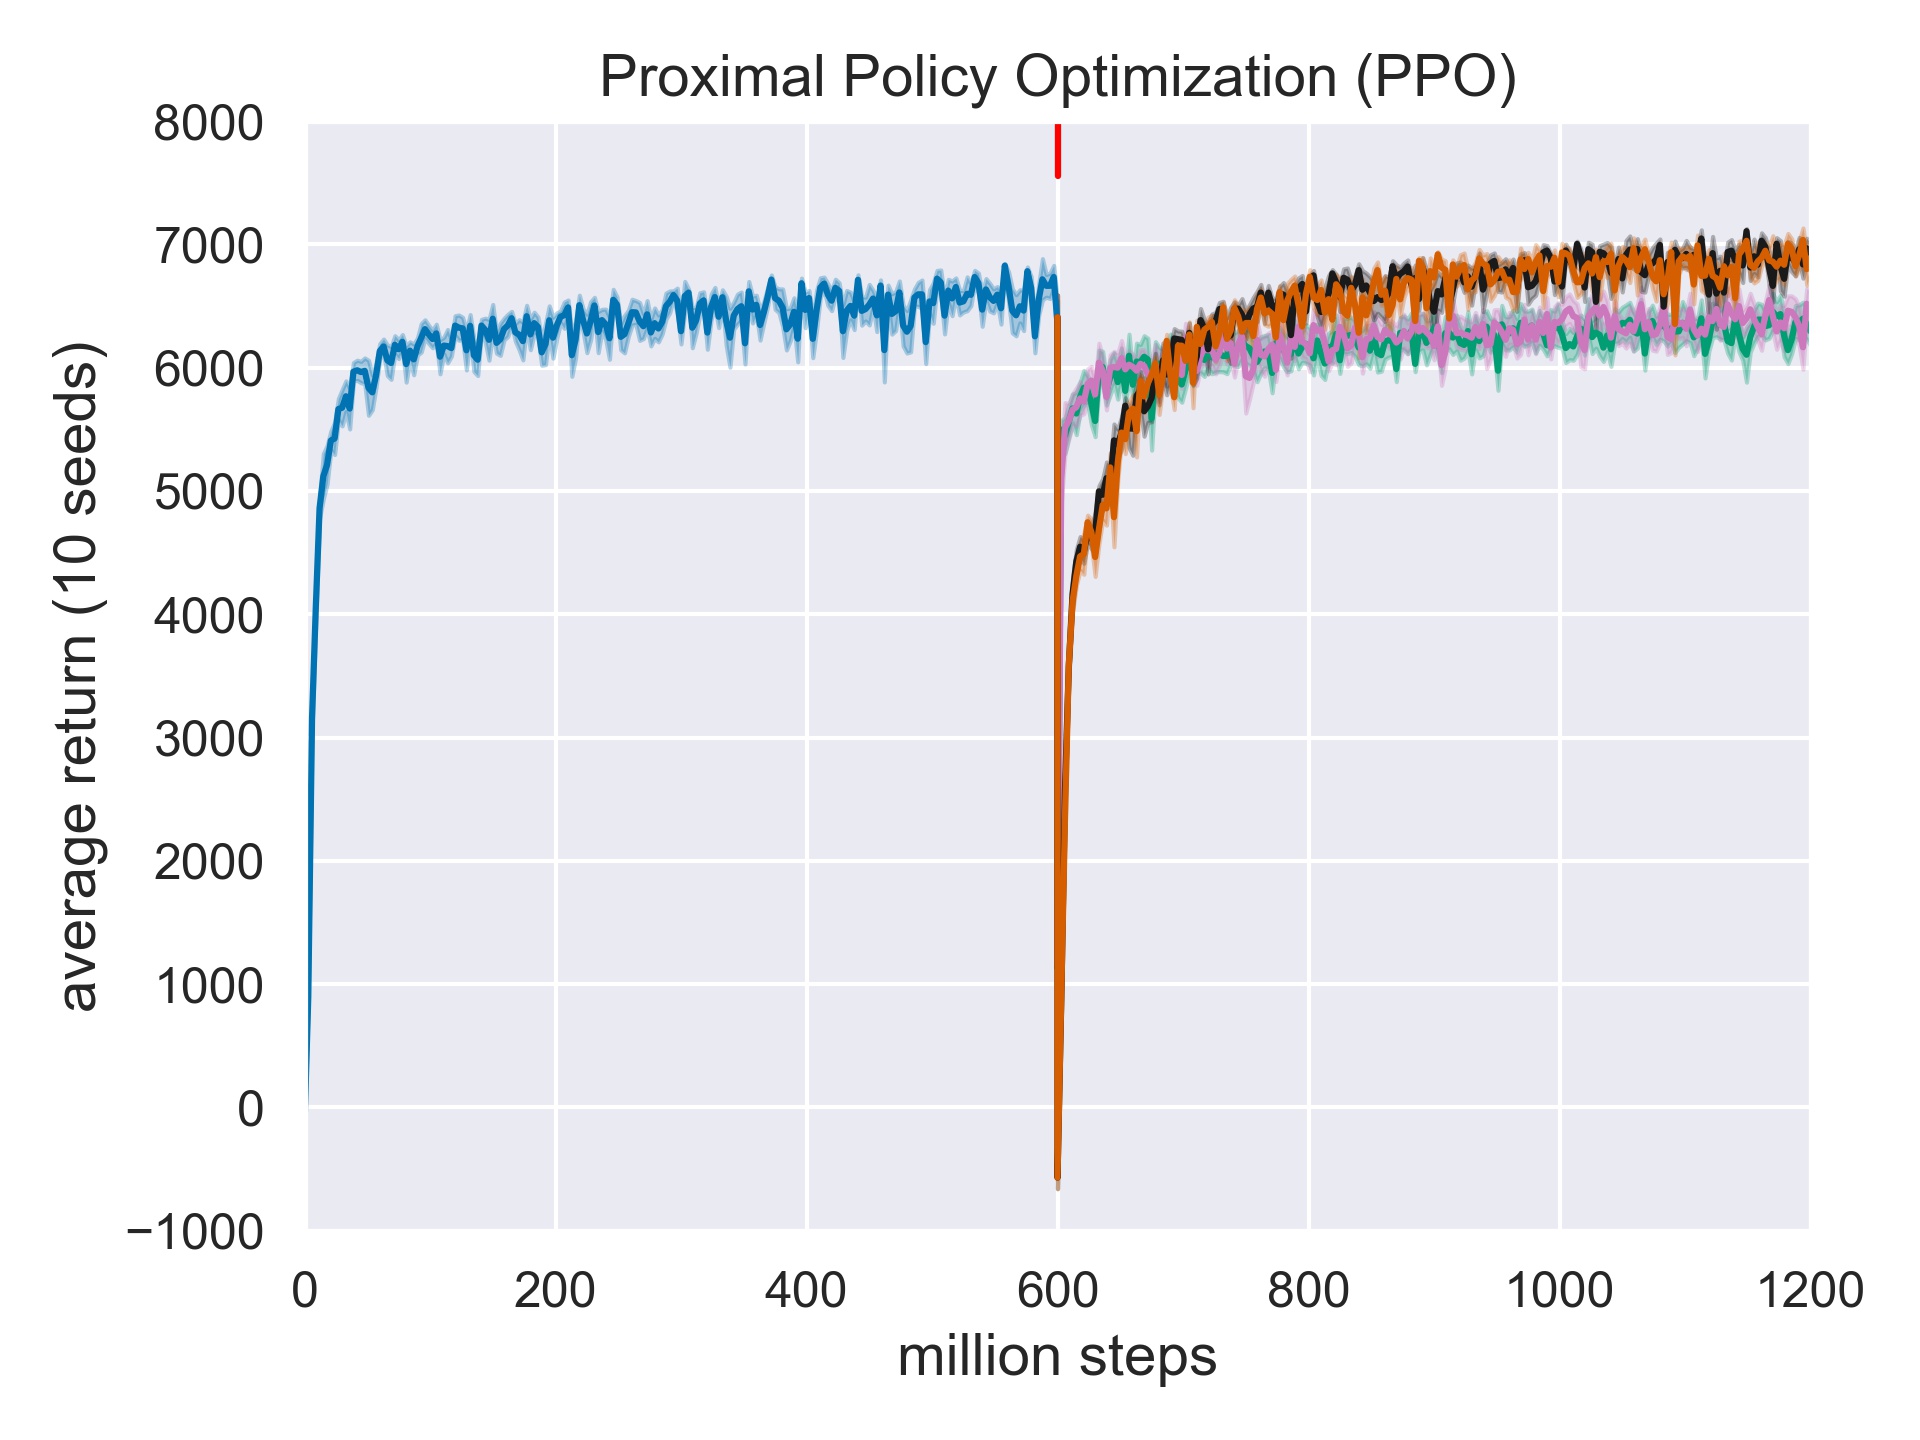 Proximal Policy Optimization (PPO)
8000
7000
6000
5000
4000
3000
2000
1000
0
−1000
average return (10 seeds)
0 200 400 600 800 1000 1200
million steps